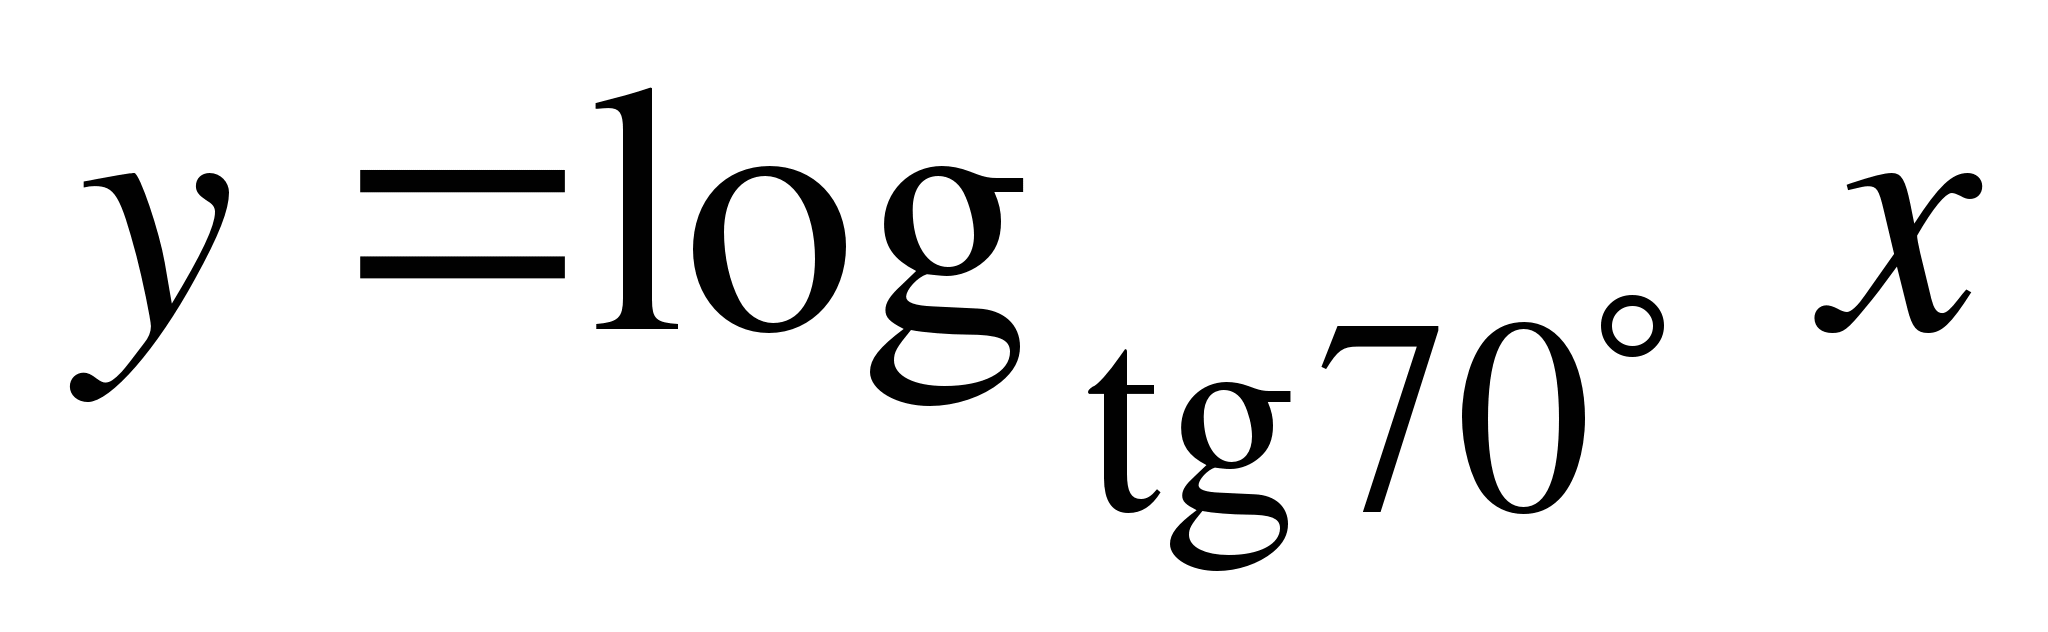 y = log tg70° x